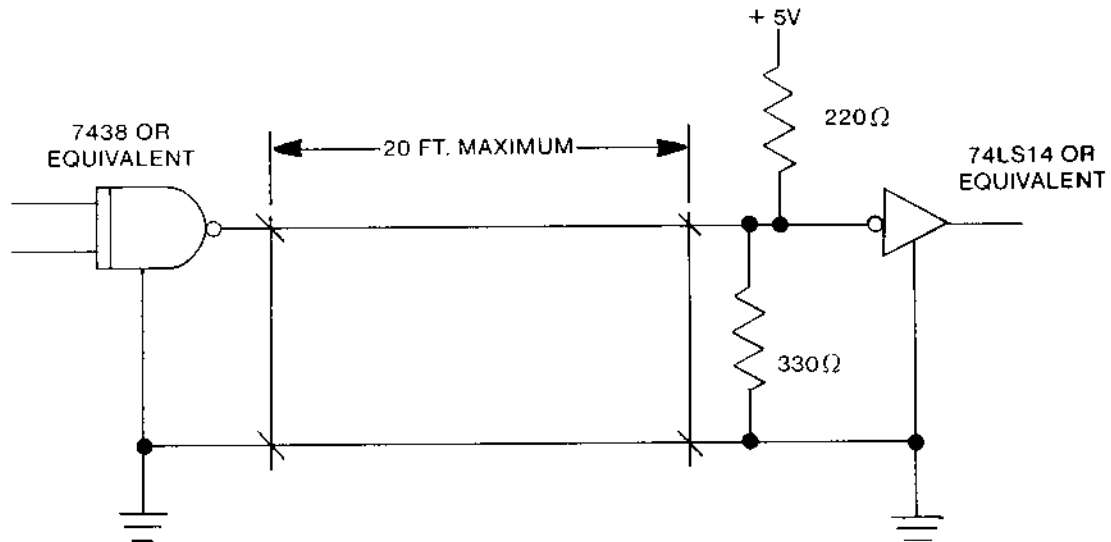 + 5V
220Ω
7438 OR
EQUIVALENT
20 FT. MAXIMUM
74LS14 OR
EQUIVALENT
330Ω